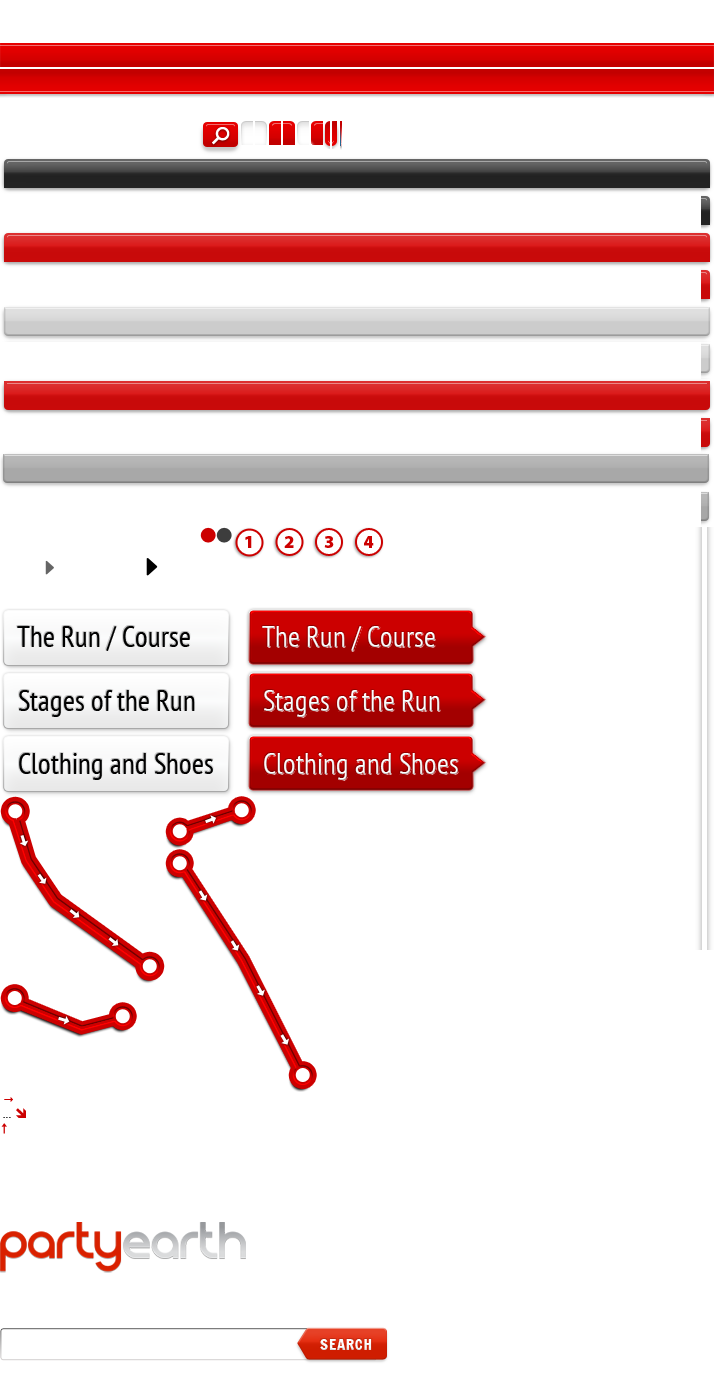 1 2 3 4
The Run / Course The Run / Course
Stages of the Run Stages of the Run
Clothing and Shoes Clothing and Shoes
→
... ➘
↑
partyearth
SEARCH